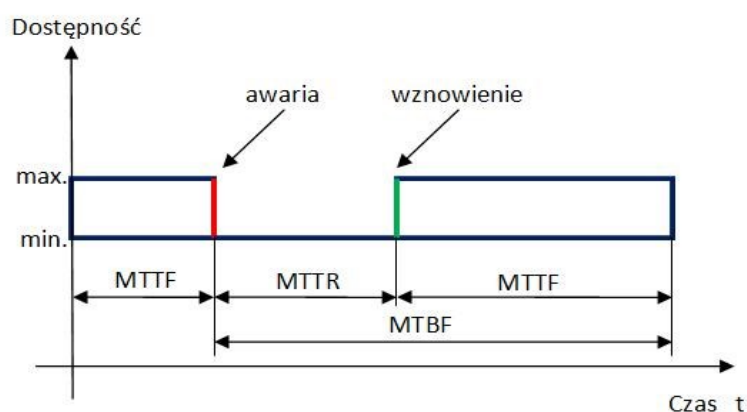 Dostępność
awaria
wznowienie
max.
min.
MTTF
MTTR
MTTF
MTBF
Czas t